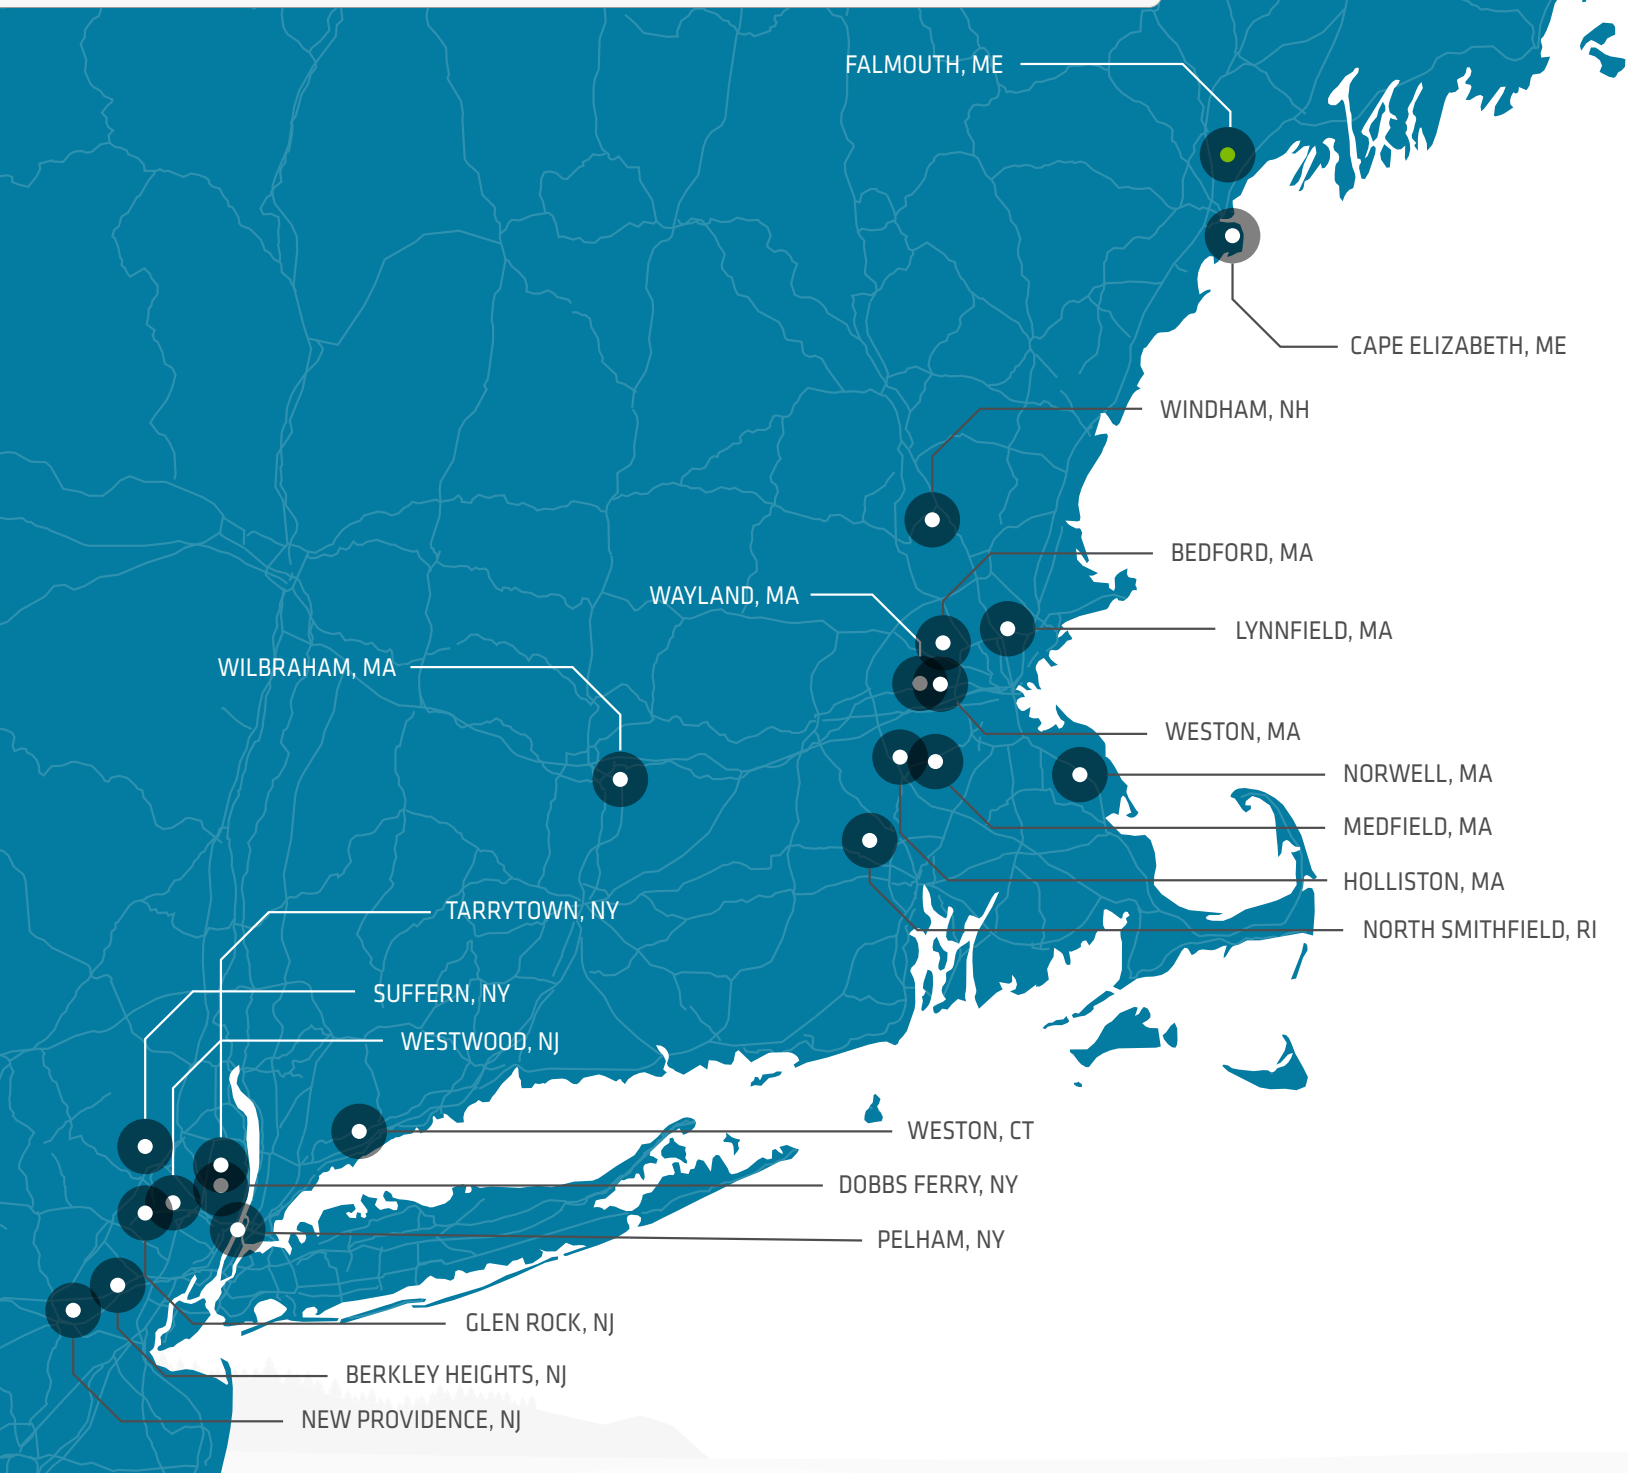 FALMOUTH, ME
CAPE ELIZABETH, ME
WINDHAM, NH
BEDFORD, MA
WAYLAND, MA
LYNNFIELD, MA
WILBRAHAM, MA
WESTON, MA
NORWELL, MA
MEDFIELD, MA
HOLLISTON, MA
TARRYTOWN, NY
NORTH SMITHFIELD, RI
SUFFERN, NY
WESTWOOD, NJ
WESTON, CT
DOBBS FERRY, NY
PELHAM, NY
GLEN ROCK, NJ
BERKLEY HEIGHTS, NJ
NEW PROVIDENCE, NJ